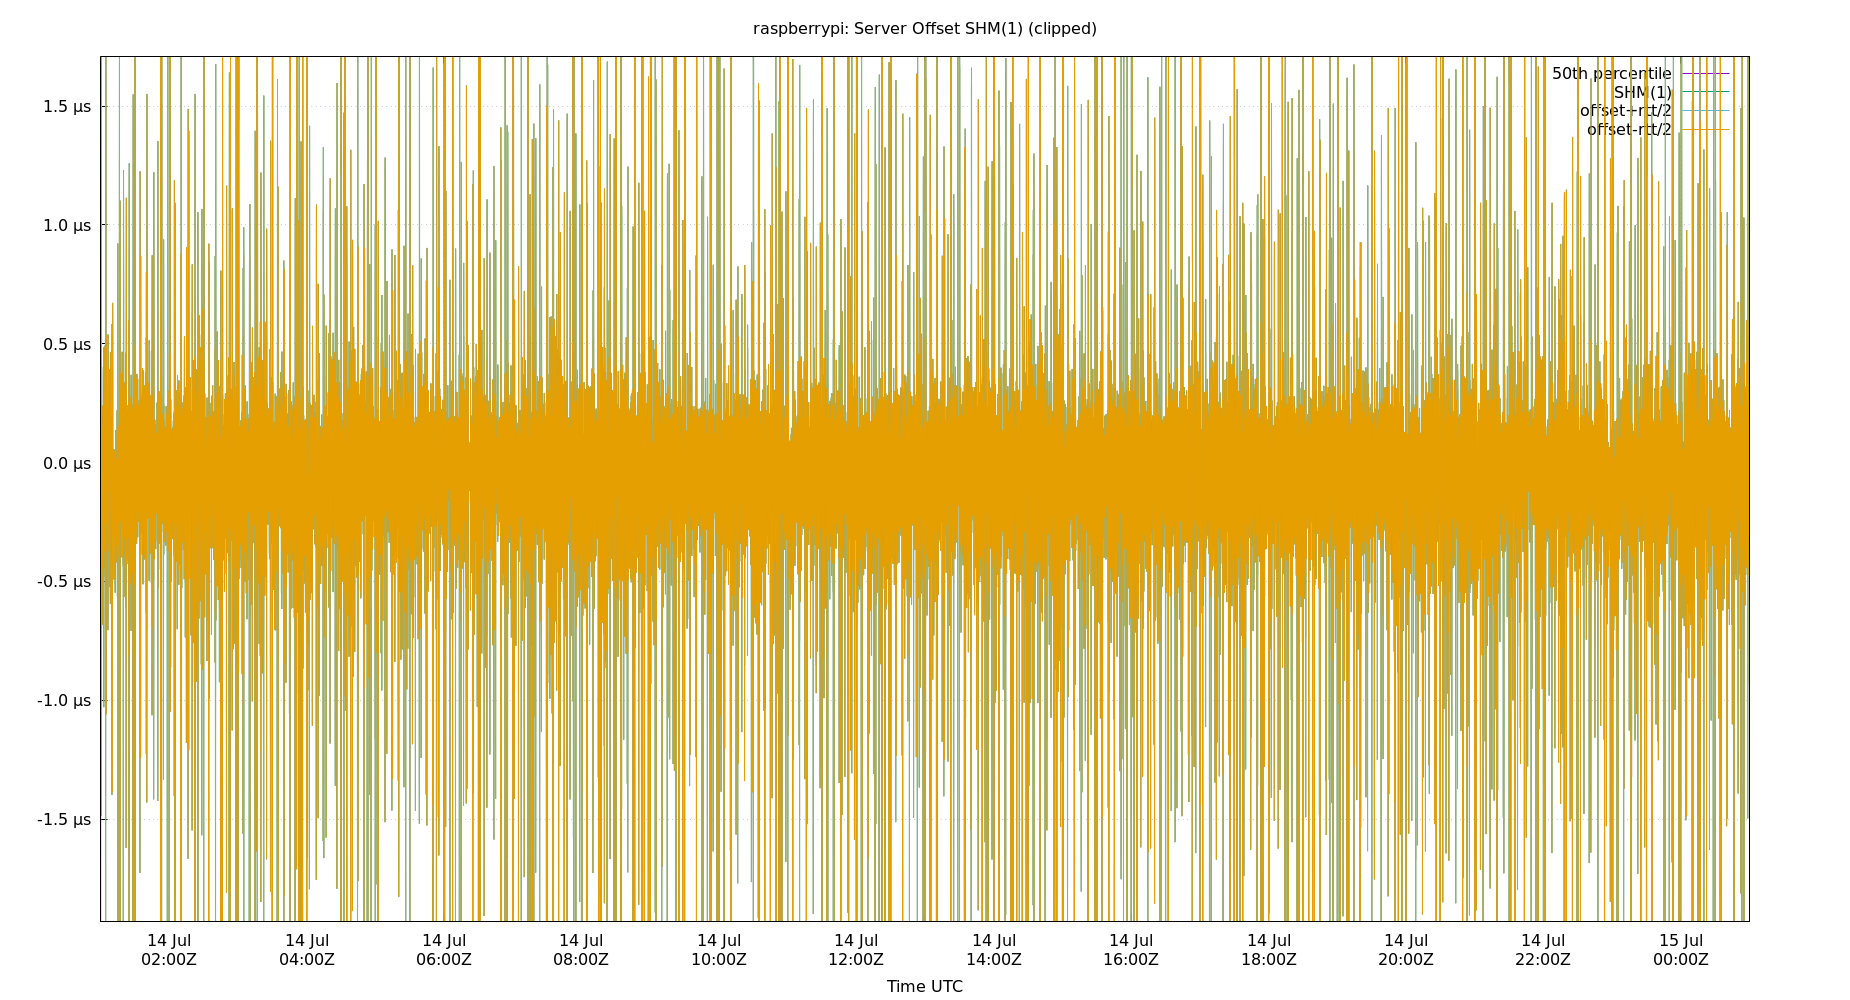 raspberrypi: Server Offset SHM(1) (clipped)
50th percentile
SHM(1)
offset+rtt/2
offset-rtt/2
1.5 µs
1.0 µs
0.5 µs
0.0 µs
-0.5 µs
-1.0 µs
-1.5 µs
14 Jul 14 Jul 14 Jul 14 Jul 14 Jul 14 Jul 14 Jul 14 Jul 14 Jul 14 Jul 14 Jul 15 Jul
02:00Z 04:00Z 06:00Z 08:00Z 10:00Z 12:00Z 14:00Z 16:00Z 18:00Z 20:00Z 22:00Z 00:00Z
Time UTC